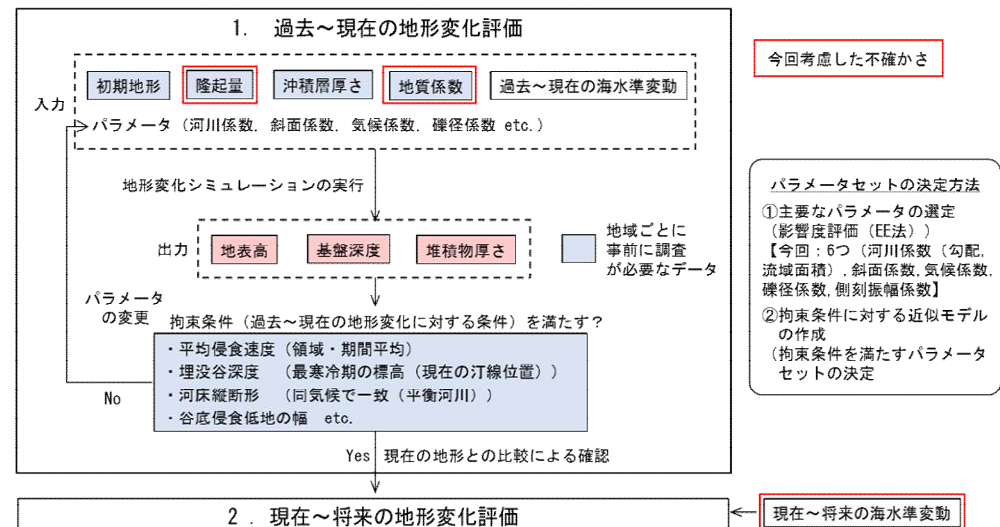 1. 過去～現在の地形変化評価
今回考慮した不確かさ
初期地形
隆起量
沖積層厚さ
地質係数
過去～現在の海水準変動
入力
パラメータ（河川係数，斜面係数，気候係数，礫径係数 etc.）
地形変化シミュレーションの実行
出力
地表高
基盤深度
堆積物厚さ
地域ごとに
事前に調査
が必要なデータ
パラメータ
の変更
拘束条件（過去～現在の地形変化に対する条件）を満たす？
・平均侵食速度（領域・期間平均）
・埋没谷深度　（最寒冷期の標高（現在の汀線位置））
・河床縦断形　（同気候で一致（平衡河川））
・谷底侵食低地の幅　etc.
No
Yes
現在の地形との比較による確認
パラメータセットの決定方法
①主要なパラメータの選定
（影響度評価（EE法））
【今回：6つ（河川係数（勾配，
流域面積），斜面係数，気候係数，
礫径係数，側刻振幅係数】
②拘束条件に対する近似モデル
の作成
（拘束条件を満たすパラメータ
セットの決定
2．現在～将来の地形変化評価
現在～将来の海水準変動